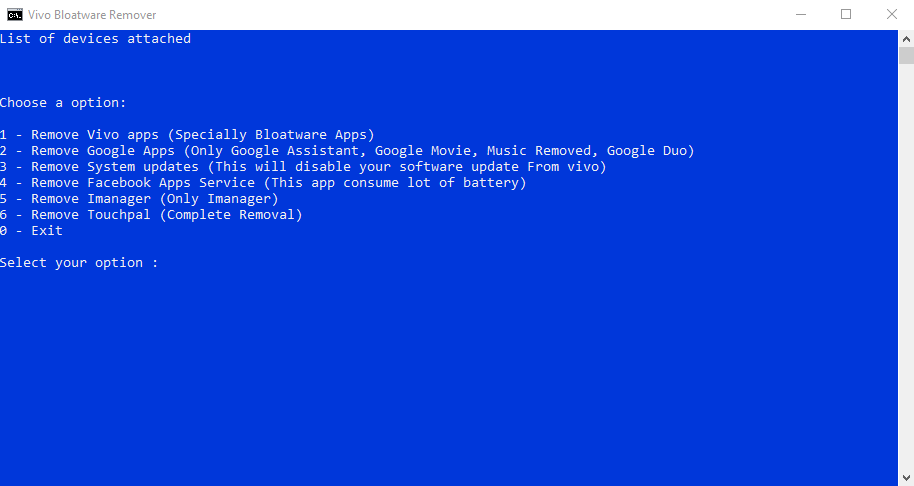 Vivo Bloatware Remover
List of devices attached
Choose a option:
1 - Remove Vivo apps (Specially Bloatware Apps)
2 - Remove Google Apps (Only Google Assistant, Google Movie, Music Removed, Google Duo)
3 - Remove System updates (This will disable your software update From vivo)
4 - Remove Facebook Apps Service (This app consume lot of battery)
5 - Remove Imanager (Only Imanager)
6 - Remove Touchpal (Complete Removal)
0 - Exit
Select your option :